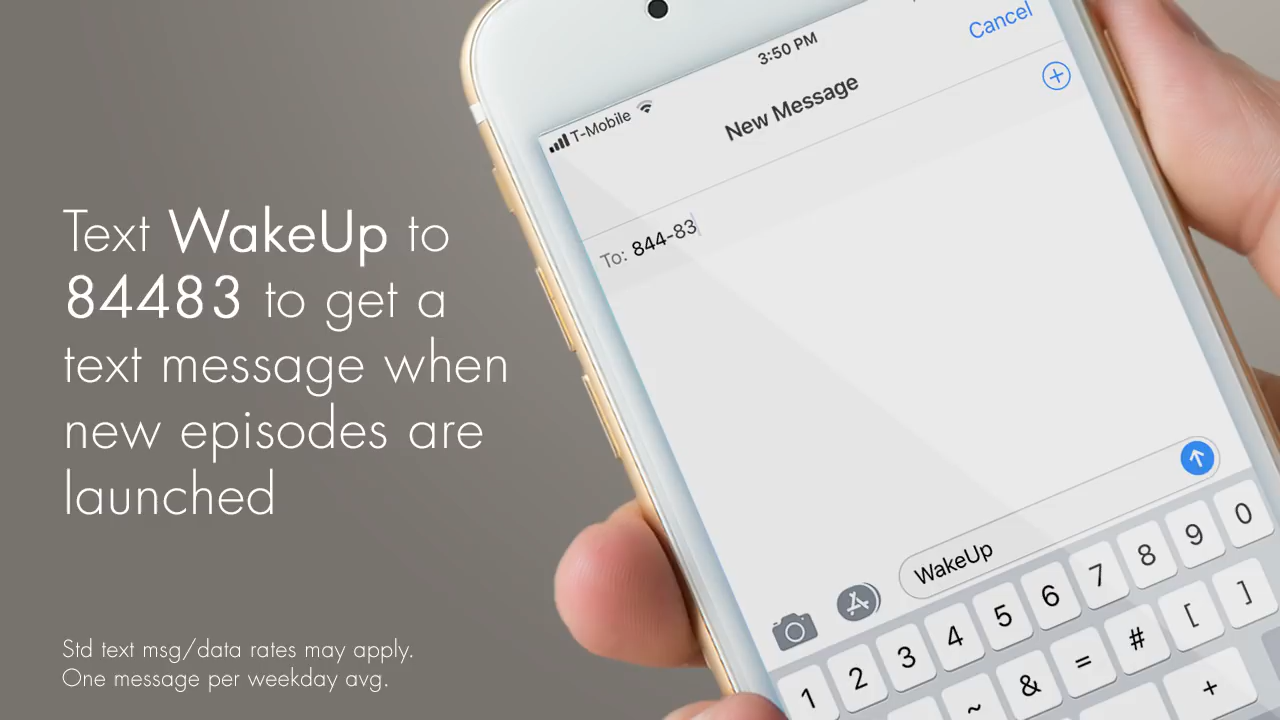 Text WakeUp to
84483 to get a
text message when
new episodes are
launched
Std text msg/data rates may apply.
One message per weekday avg.
T-Mobile 3:50 PM
New Message Cancel
To: 844-83
WakeUp
1 2 3 4 5 6 7 8 9 0
~ & = # [ ]
+